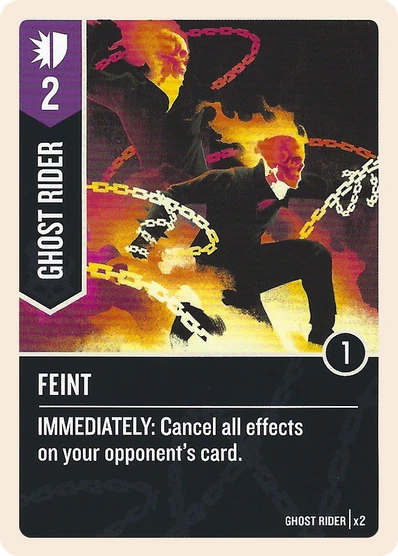 2
GHOST RIDER
1
FEINT
IMMEDIATELY: Cancel all effects
on your opponent's card.
GHOST RIDER | x2